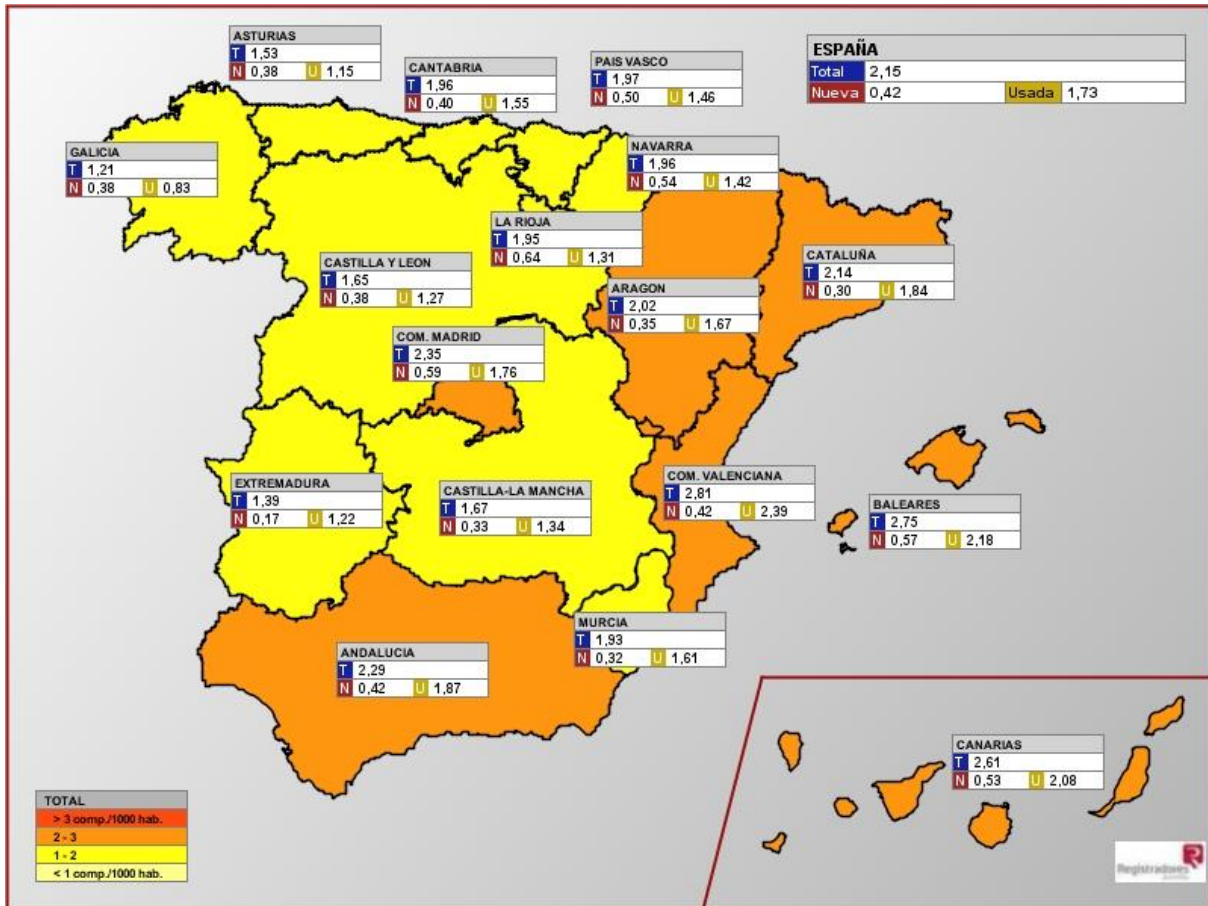 ASTURIAS
T 1,53
N 0,38 U 1,15
CANTABRIA
T 1,96
N 0,40 U 1,55
PAIS VASCO
T 1,97
N 0,50 U 1,46
ESPAÑA
Total 2,15
Nueva 0,42 Usada 1,73
GALICIA
T 1,21
N 0,38 U 0,83
NAVARRA
T 1,96
N 0,54 U 1,42
LA RIOJA
T 1,95
N 0,64 U 1,31
CASTILLA Y LEON
T 1,65
N 0,38 U 1,27
ARAGON
T 2,02
N 0,35 U 1,67
CATALUÑA
T 2,14
N 0,30 U 1,84
COM. MADRID
T 2,35
N 0,59 U 1,76
EXTREMADURA
T 1,39
N 0,17 U 1,22
CASTILLA-LA MANCHA
T 1,67
N 0,33 U 1,34
COM. VALENCIANA
T 2,81
N 0,42 U 2,39
BALEARES
T 2,75
N 0,57 U 2,18
MURCIA
T 1,93
N 0,32 U 1,61
ANDALUCIA
T 2,29
N 0,42 U 1,87
CANARIAS
T 2,61
N 0,53 U 2,08
TOTAL
> 3 comp./1000 hab.
2 - 3
1 - 2
< 1 comp./1000 hab.
Registradores